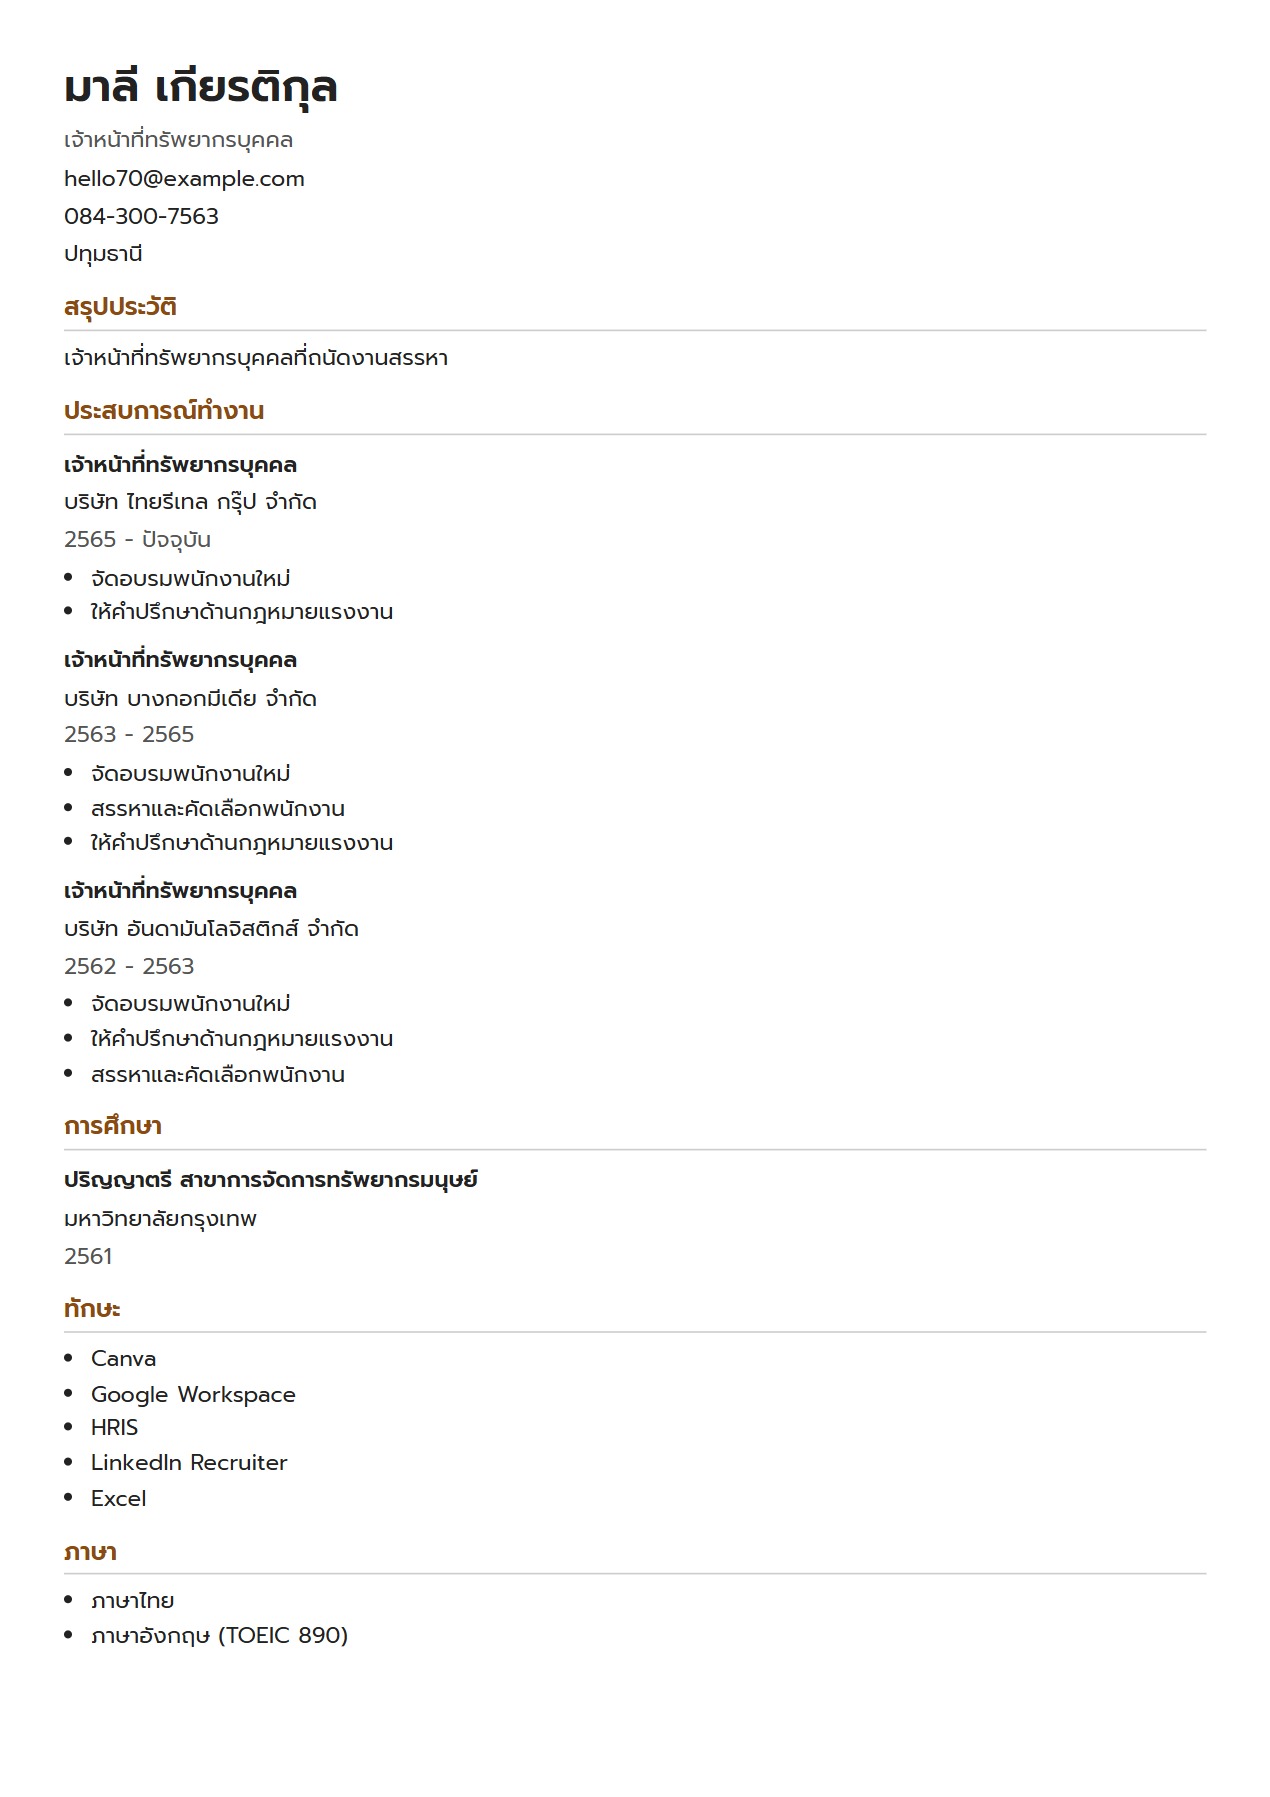 มาลี เกียรติกุล
เจ้าหน้าที่ทรัพยากรบุคคล
hello70@example.com
084-300-7563
ปทุมธานี
สรุปประวัติ
เจ้าหน้าที่ทรัพยากรบุคคลที่ถนัดงานสรรหา
ประสบการณ์ทำงาน
เจ้าหน้าที่ทรัพยากรบุคคล
บริษัท ไทยรีเทล กรุ๊ป จำกัด
2565 - ปัจจุบัน
• จัดอบรมพนักงานใหม่
• ให้คำปรึกษาด้านกฎหมายแรงงาน
เจ้าหน้าที่ทรัพยากรบุคคล
บริษัท บางกอกมีเดีย จำกัด
2563 - 2565
• จัดอบรมพนักงานใหม่
• สรรหาและคัดเลือกพนักงาน
• ให้คำปรึกษาด้านกฎหมายแรงงาน
เจ้าหน้าที่ทรัพยากรบุคคล
บริษัท อันดามันโลจิสติกส์ จำกัด
2562 - 2563
• จัดอบรมพนักงานใหม่
• ให้คำปรึกษาด้านกฎหมายแรงงาน
• สรรหาและคัดเลือกพนักงาน
การศึกษา
ปริญญาตรี สาขาการจัดการทรัพยากรมนุษย์
มหาวิทยาลัยกรุงเทพ
2561
ทักษะ
• Canva
• Google Workspace
• HRIS
• LinkedIn Recruiter
• Excel
ภาษา
• ภาษาไทย
• ภาษาอังกฤษ (TOEIC 890)